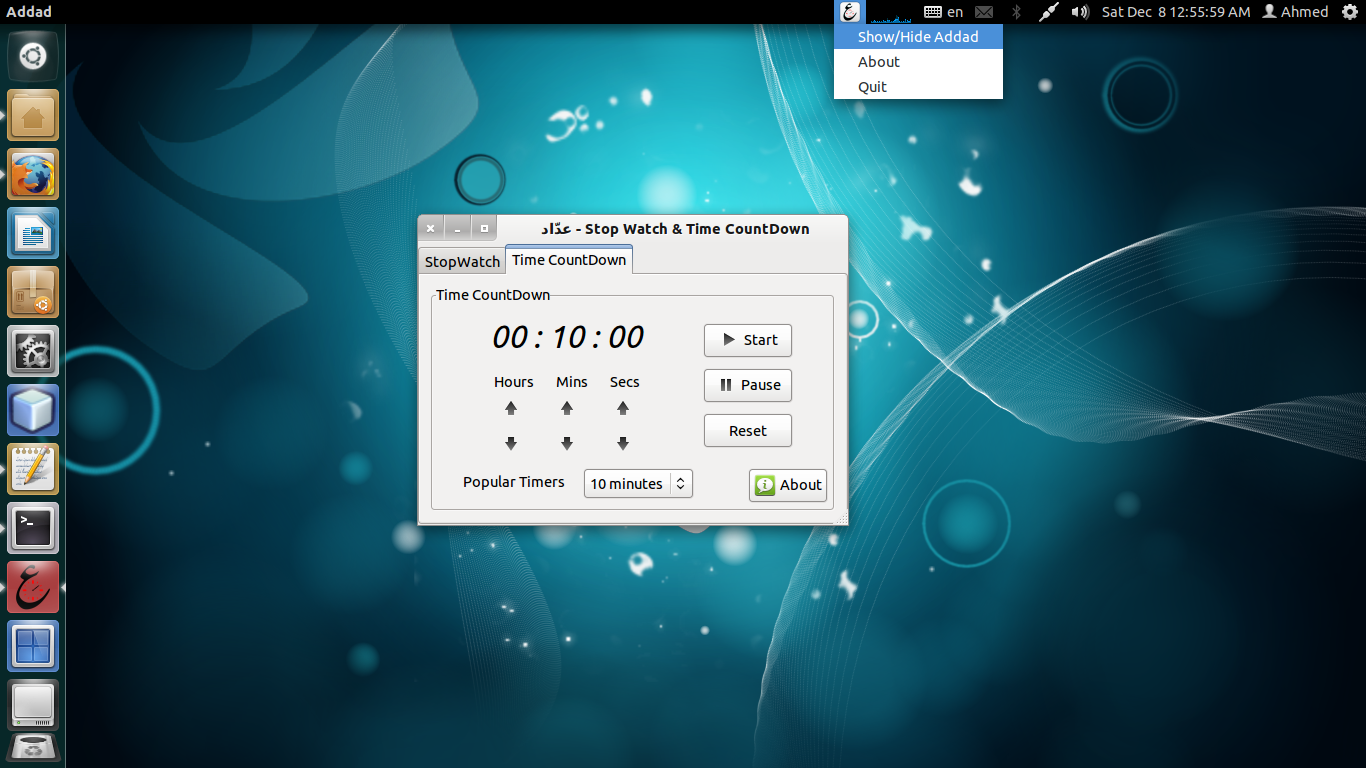 Addad
ع
en
Sat Dec 8 12:55:59 AM
Ahmed
Show/Hide Addad
About
Quit
عدّاد - Stop Watch & Time CountDown
StopWatch
Time CountDown
Time CountDown
00 : 10 : 00
Start
Hours
Mins
Secs
Pause
Reset
Popular Timers
10 minutes
About
>_
ع